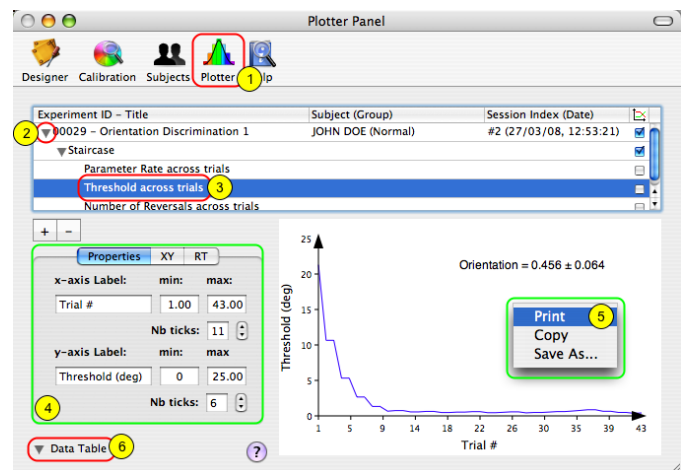 Plotter Panel
Designer Calibration Subjects Plotter lp
1
Experiment ID – Title Subject (Group) Session Index (Date)
2 00029 – Orientation Discrimination 1 JOHN DOE (Normal) #2 (27/03/08, 12:53:21)
Staircase
Parameter Rate across trials
Threshold across trials 3
Number of Reversals across trials
+ −
Properties XY RT
x-axis Label: min: max:
Trial # 1.00 43.00
Nb ticks: 11
y-axis Label: min: max
Threshold (deg) 0 25.00
Nb ticks: 6
4
Data Table 6
?
25
20
15
10
5
0
Threshold (deg)
Orientation = 0.456 ± 0.064
Print 5
Copy
Save As...
1 5 9 14 18 22 26 30 35 39 43
Trial #